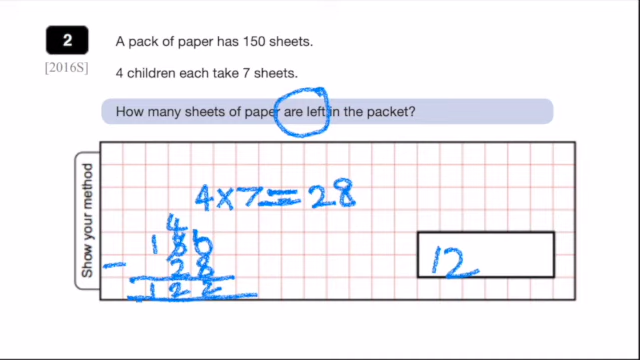 2
A pack of paper has 150 sheets.
[2016S]
4 children each take 7 sheets.
How many sheets of paper are left in the packet?
Show your method
4×7=28
4
- 28
122
12